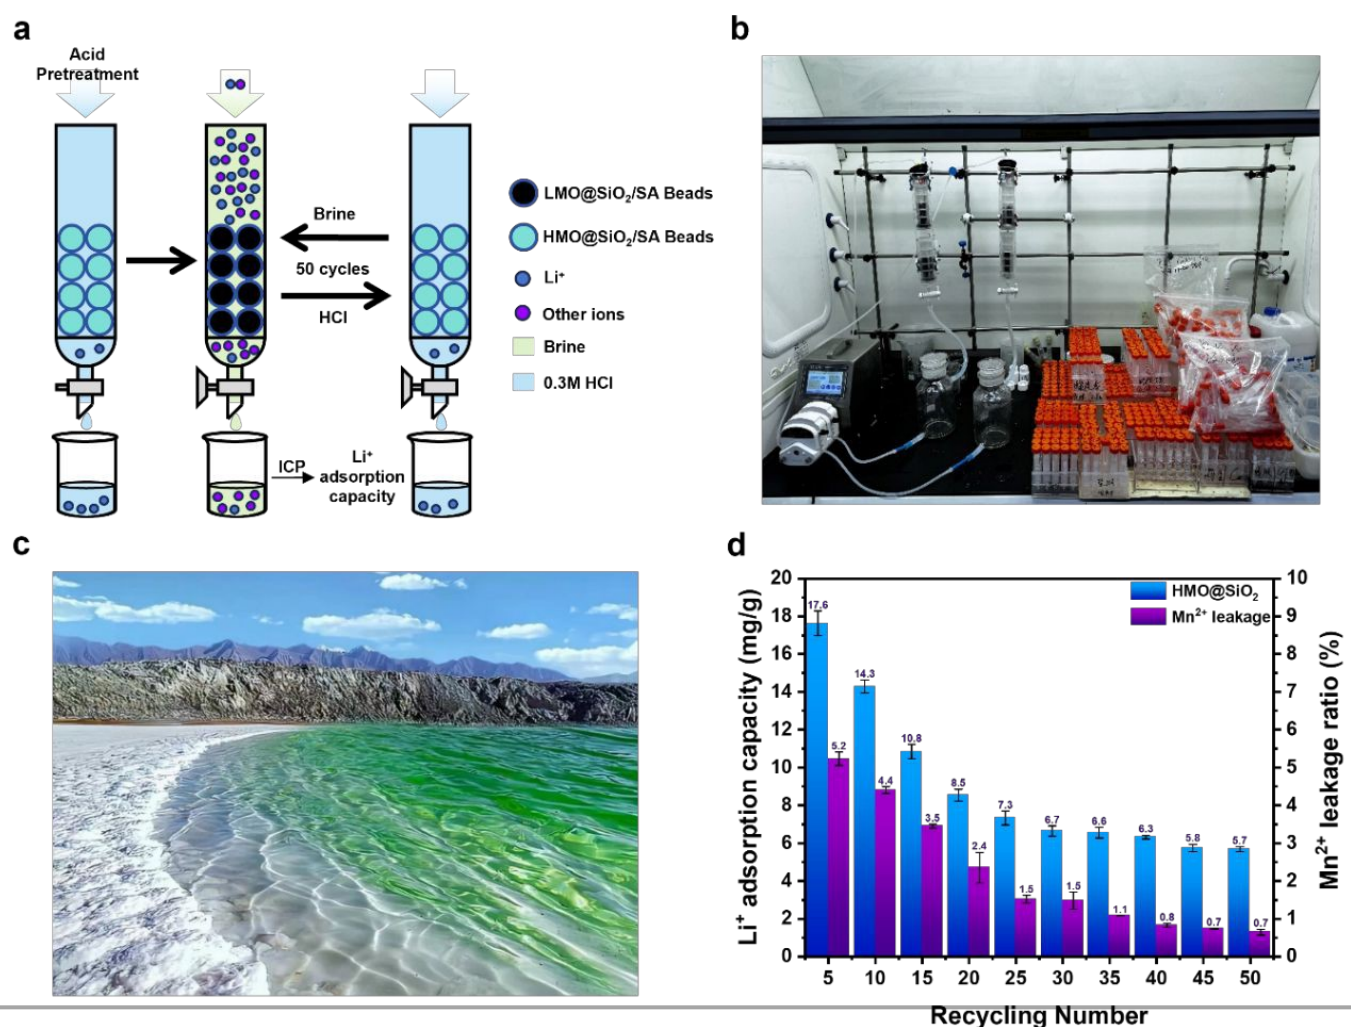 a
Acid
Pretreatment
Brine
50 cycles
HCl
LMO@SiO₂/SA Beads
HMO@SiO₂/SA Beads
Li⁺
Other ions
Brine
0.3M HCl
ICP
Li⁺
adsorption
capacity
b
c
d
Li⁺ adsorption capacity (mg/g)
20
18
16
14
12
10
8
6
4
2
0
HMO@SiO₂
Mn²⁺ leakage
17.6
5.2
14.3
4.4
10.8
3.5
8.5
2.4
7.3
1.5
6.7
1.5
6.6
1.1
6.3
0.8
5.8
0.7
5.7
0.7
10
9
8
7
6
5
4
3
2
1
0
Mn²⁺ leakage ratio (%)
5 10 15 20 25 30 35 40 45 50
Recycling Number